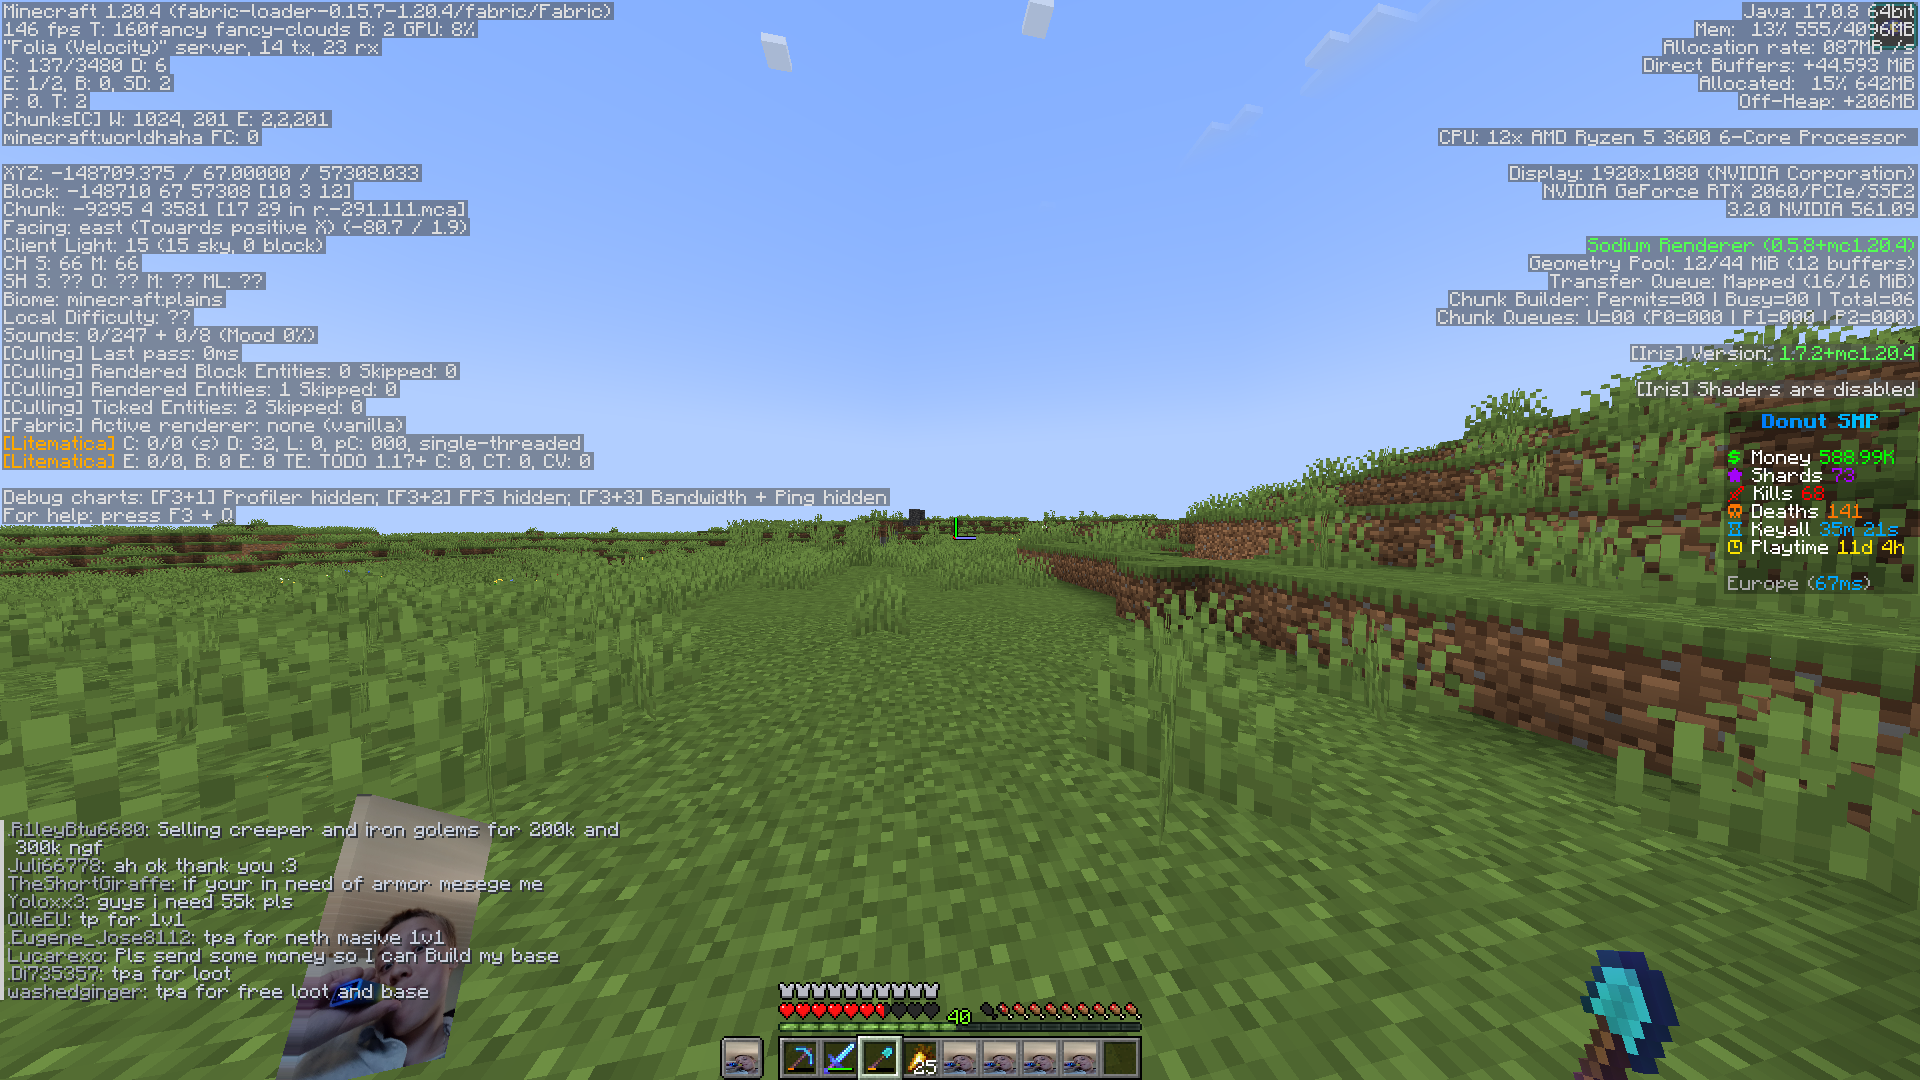 Minecraft 1.20.4 (fabric-loader-0.15.7-1.20.4/fabric/Fabric)
146 fps T: 160fancy fancy-clouds B: 2 GPU: 8%
"Folia (Velocity)" server, 14 tx, 23 rx
C: 137/3480 D: 6
E: 1/2, B: 0, SD: 2
P: 0. T: 2
Chunks[C] W: 1024, 201 E: 2,2,201
minecraft:worldhaha FC: 0
XYZ: -148709.375 / 67.00000 / 57308.033
Block: -148710 67 57308 [10 3 12]
Chunk: -9295 4 3581 [17 29 in r.-291.111.mca]
Facing: east (Towards positive X) (-80.7 / 1.9)
Client Light: 15 (15 sky, 0 block)
CH S: 66 M: 66
SH S: ?? O: ?? M: ?? ML: ??
Biome: minecraft:plains
Local Difficulty: ??
Sounds: 0/247 + 0/8 (Mood 0%)
[Culling] Last pass: 0ms
[Culling] Rendered Block Entities: 0 Skipped: 0
[Culling] Rendered Entities: 1 Skipped: 0
[Culling] Ticked Entities: 2 Skipped: 0
[Fabric] Active renderer: none (vanilla)
[Litematica] C: 0/0 (s) D: 32, L: 0, pC: 000, single-threaded
[Litematica] E: 0/0, B: 0 E: 0 TE: TODO 1.17+ C: 0, CT: 0, CV: 0
Debug charts: [F3+1] Profiler hidden; [F3+2] FPS hidden; [F3+3] Bandwidth + Ping hidden
For help: press F3 + Q
Java: 17.0.8 64bit
Mem: 13% 555/4096MB
Allocation rate: 087MB /s
Direct Buffers: +44.593 MiB
Allocated: 15% 642MB
Off-Heap: +206MB
CPU: 12x AMD Ryzen 5 3600 6-Core Processor
Display: 1920x1080 (NVIDIA Corporation)
NVIDIA GeForce RTX 2060/PCIe/SSE2
3.2.0 NVIDIA 561.09
Sodium Renderer (0.5.8+mc1.20.4)
Geometry Pool: 12/44 MiB (12 buffers)
Transfer Queue: Mapped (16/16 MiB)
Chunk Builder: Permits=00 | Busy=00 | Total=06
Chunk Queues: U=00 (P0=000 | P1=000 | P2=000)
[Iris] Version: 1.7.2+mc1.20.4
[Iris] Shaders are disabled
Donut SMP
$ Money 588.99K
Shards 73
Kills 68
Deaths 141
Keyall 35m 21s
Playtime 11d 4h
Europe (67ms)
.R1leyBtw6680: Selling creeper and iron golems for 200k and
300k ngf
Juli66778: ah ok thank you :3
TheShortGiraffe: if your in need of armor mesege me
Yoloxx3: guys i need 55k pls
OlleEU: tp for 1v1
.Eugene_Jose8112: tpa for neth masive 1v1
Lucarexo: Pls send some money so I can Build my base
.Di735357: tpa for loot
washedginger: tpa for free loot and base
40
25